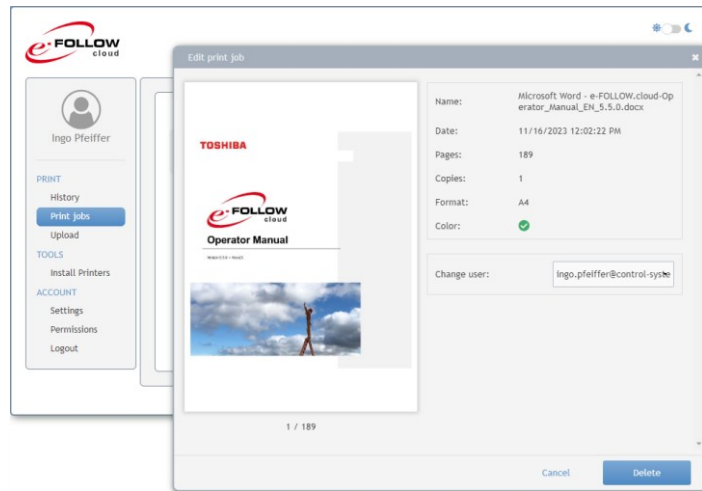 e-FOLLOW
cloud
Ingo Pfeiffer
PRINT
History
Print jobs
Upload
TOOLS
Install Printers
ACCOUNT
Settings
Permissions
Logout
Edit print job
TOSHIBA
e-FOLLOW
cloud
Operator Manual
1 / 189
Name: Microsoft Word - e-FOLLOW.cloud-Op
erator_Manual_EN_5.5.0.docx
Date: 11/16/2023 12:02:22 PM
Pages: 189
Copies: 1
Format: A4
Color:
Change user: ingo.pfeiffer@control-syste
Cancel Delete